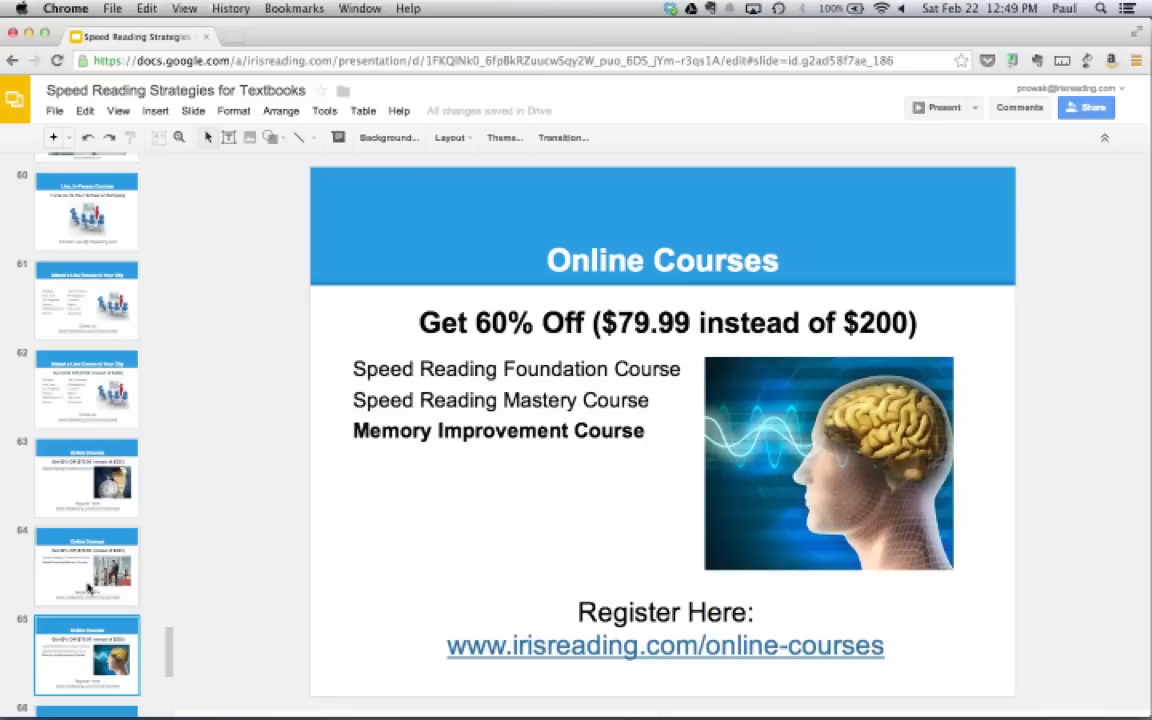 Chrome File Edit View History Bookmarks Window Help 100% Sat Feb 22 12:49 PM Paul
Speed Reading Strategies
https://docs.google.com/a/irisreading.com/presentation/d/1FKQINk0_6fpBkRZuucwSqy2W_puo_6DS_jYm-r3qs1A/edit#slide=id.g2ad58f7ae_186
Speed Reading Strategies for Textbooks
prowak@irisreading.com
File Edit View Insert Slide Format Arrange Tools Table Help All changes saved in Drive
Present Comments Share
Background... Layout Theme... Transition...
60
61
62
63
64
65
66
Online Courses
Get 60% Off ($79.99 instead of $200)
Speed Reading Foundation Course
Speed Reading Mastery Course
Memory Improvement Course
Register Here:
www.irisreading.com/online-courses